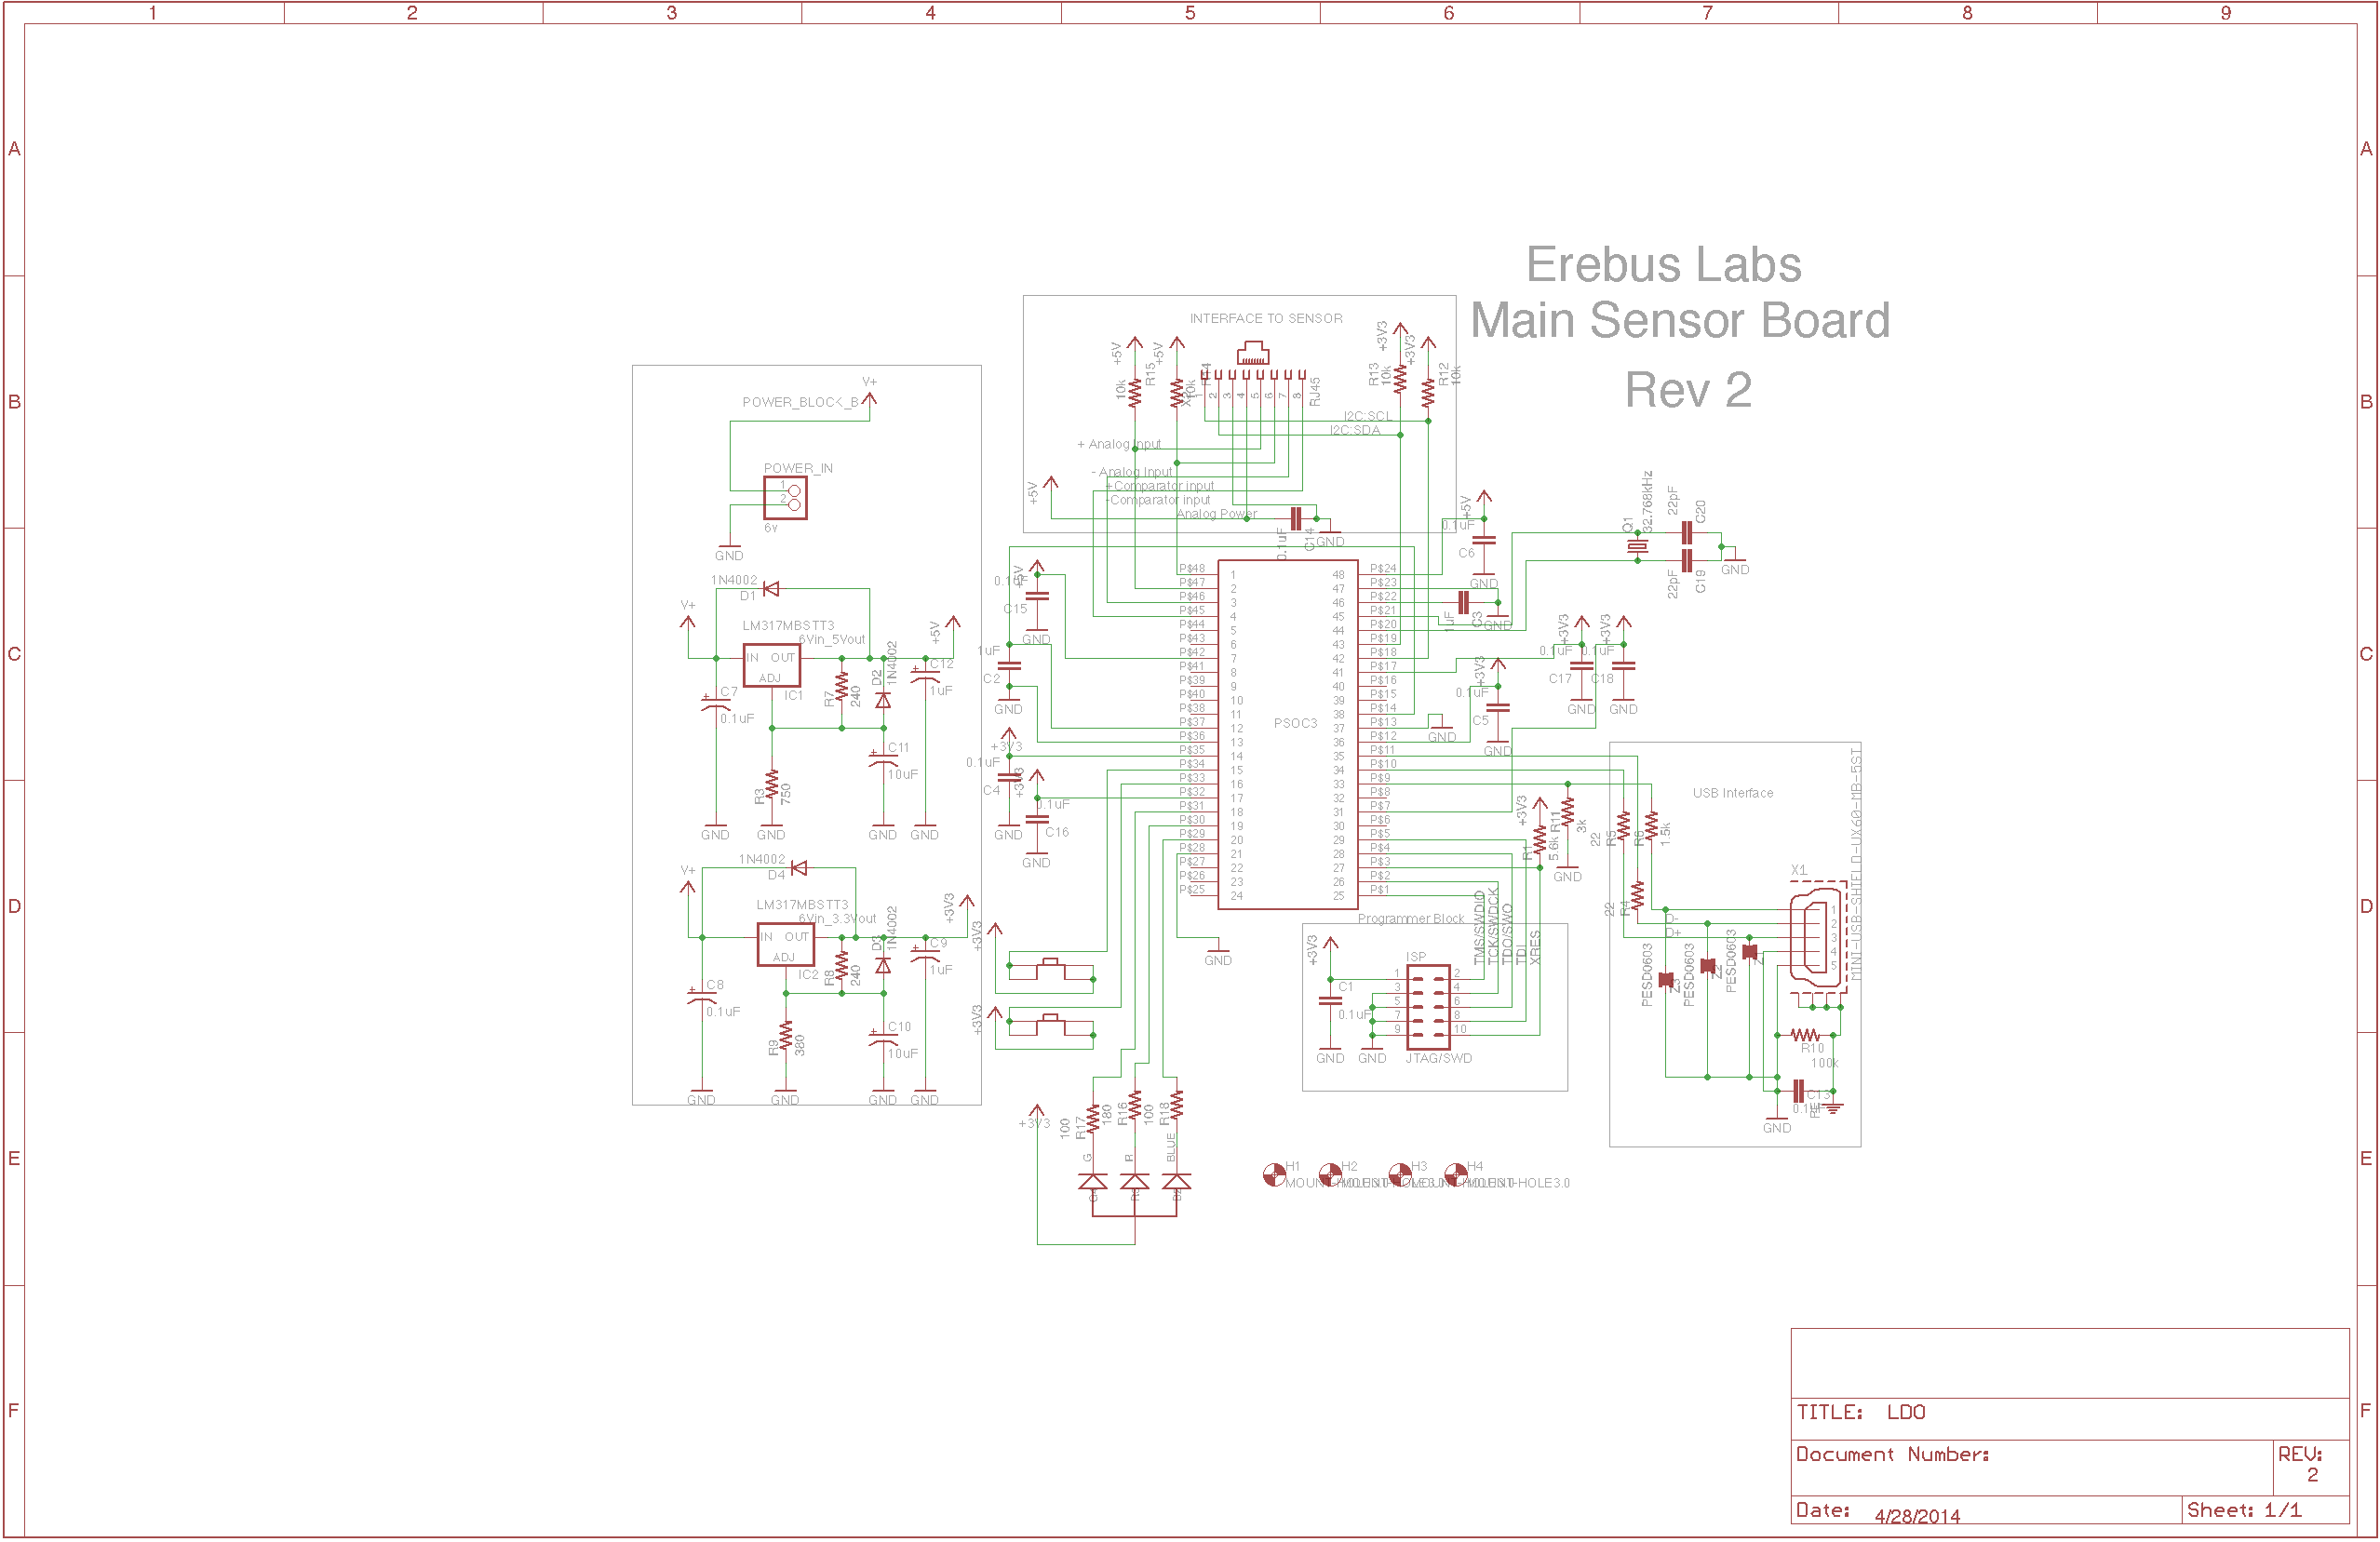 1 2 3 4 5 6 7 8 9
A A
B B
C C
D D
E E
F F
Erebus Labs
Main Sensor Board
Rev 2
V+
POWER_BLOCK_B
POWER_IN
1
2
6v
GND
1N4002
D1
V+
LM317MBSTT3
6Vin_5Vout
IN OUT
ADJ
IC1
+5V
C7
0.1uF
R7
240
D2
1N4002
C12
1uF
C11
10uF
R3
750
GND GND GND GND
1N4002
D4
V+
LM317MBSTT3
6Vin_3.3Vout
IN OUT
ADJ
IC2
+3V3
C8
0.1uF
R8
240
D3
1N4002
C9
1uF
C10
10uF
R9
380
GND GND GND GND
INTERFACE TO SENSOR
+5V
+5V
10k
R15
10k
R14
1 2 3 4 5 6 7 8
RJ45
+3V3
+3V3
R13
10k
R12
10k
I2C:SCL
I2C:SDA
+ Analog Input
- Analog Input
+Comparator input
-Comparator input
Analog Power
+5V
0.1uF
C14
GND
+5V
0.1uF
C6
GND
Q1
32.768kHz
22pF
C20
22pF
C19
GND
0.1uF
+5V
C15
GND
1uF
C2
GND
+3V3
0.1uF
C4
GND
+3V3
0.1uF
C16
GND
PSOC3
P$48 1 48 P$24
P$47 2 47 P$23
P$46 3 46 P$22
P$45 4 45 P$21
P$44 5 44 P$20
P$43 6 43 P$19
P$42 7 42 P$18
P$41 8 41 P$17
P$39 9 40 P$16
P$40 10 39 P$15
P$38 11 38 P$14
P$37 12 37 P$13
P$36 13 36 P$12
P$35 14 35 P$11
P$34 15 34 P$10
P$33 16 33 P$9
P$32 17 32 P$8
P$31 18 31 P$7
P$30 19 30 P$6
P$29 20 29 P$5
P$28 21 28 P$4
P$27 22 27 P$3
P$26 23 26 P$2
P$25 24 25 P$1
GND
1uF
C3
GND
+3V3
+3V3
0.1uF
0.1uF
C17
C18
GND GND
+3V3
0.1uF
C5
GND
GND
+3V3
R1
5.6k
R11
3k
GND
+3V3
+3V3
+3V3
100
R17
180
R16
100
R18
G
R
BLUE
Programmer Block
TMS/SWDIO
TCK/SWDCK
TDO/SWO
TDI
XRES
+3V3
C1
0.1uF
ISP
1 2
3 4
5 6
7 8
9 10
GND GND
JTAG/SWD
H1 H2 H3 H4
MOUNT-HOLE3.0
MOUNT-HOLE3.0
MOUNT-HOLE3.0
MOUNT-HOLE3.0
USB Interface
22
R5
R6
1.5k
22
R4
X1
MINI-USB-SHIELD-UX60-MB-5ST
D-
D+
1
2
3
4
5
PESD0603
Z3
PESD0603
Z2
PESD0603
R10
100k
C13
0.1uF
GND
TITLE: LDO
Document Number:
REV:
2
Date: 4/28/2014
Sheet: 1/1